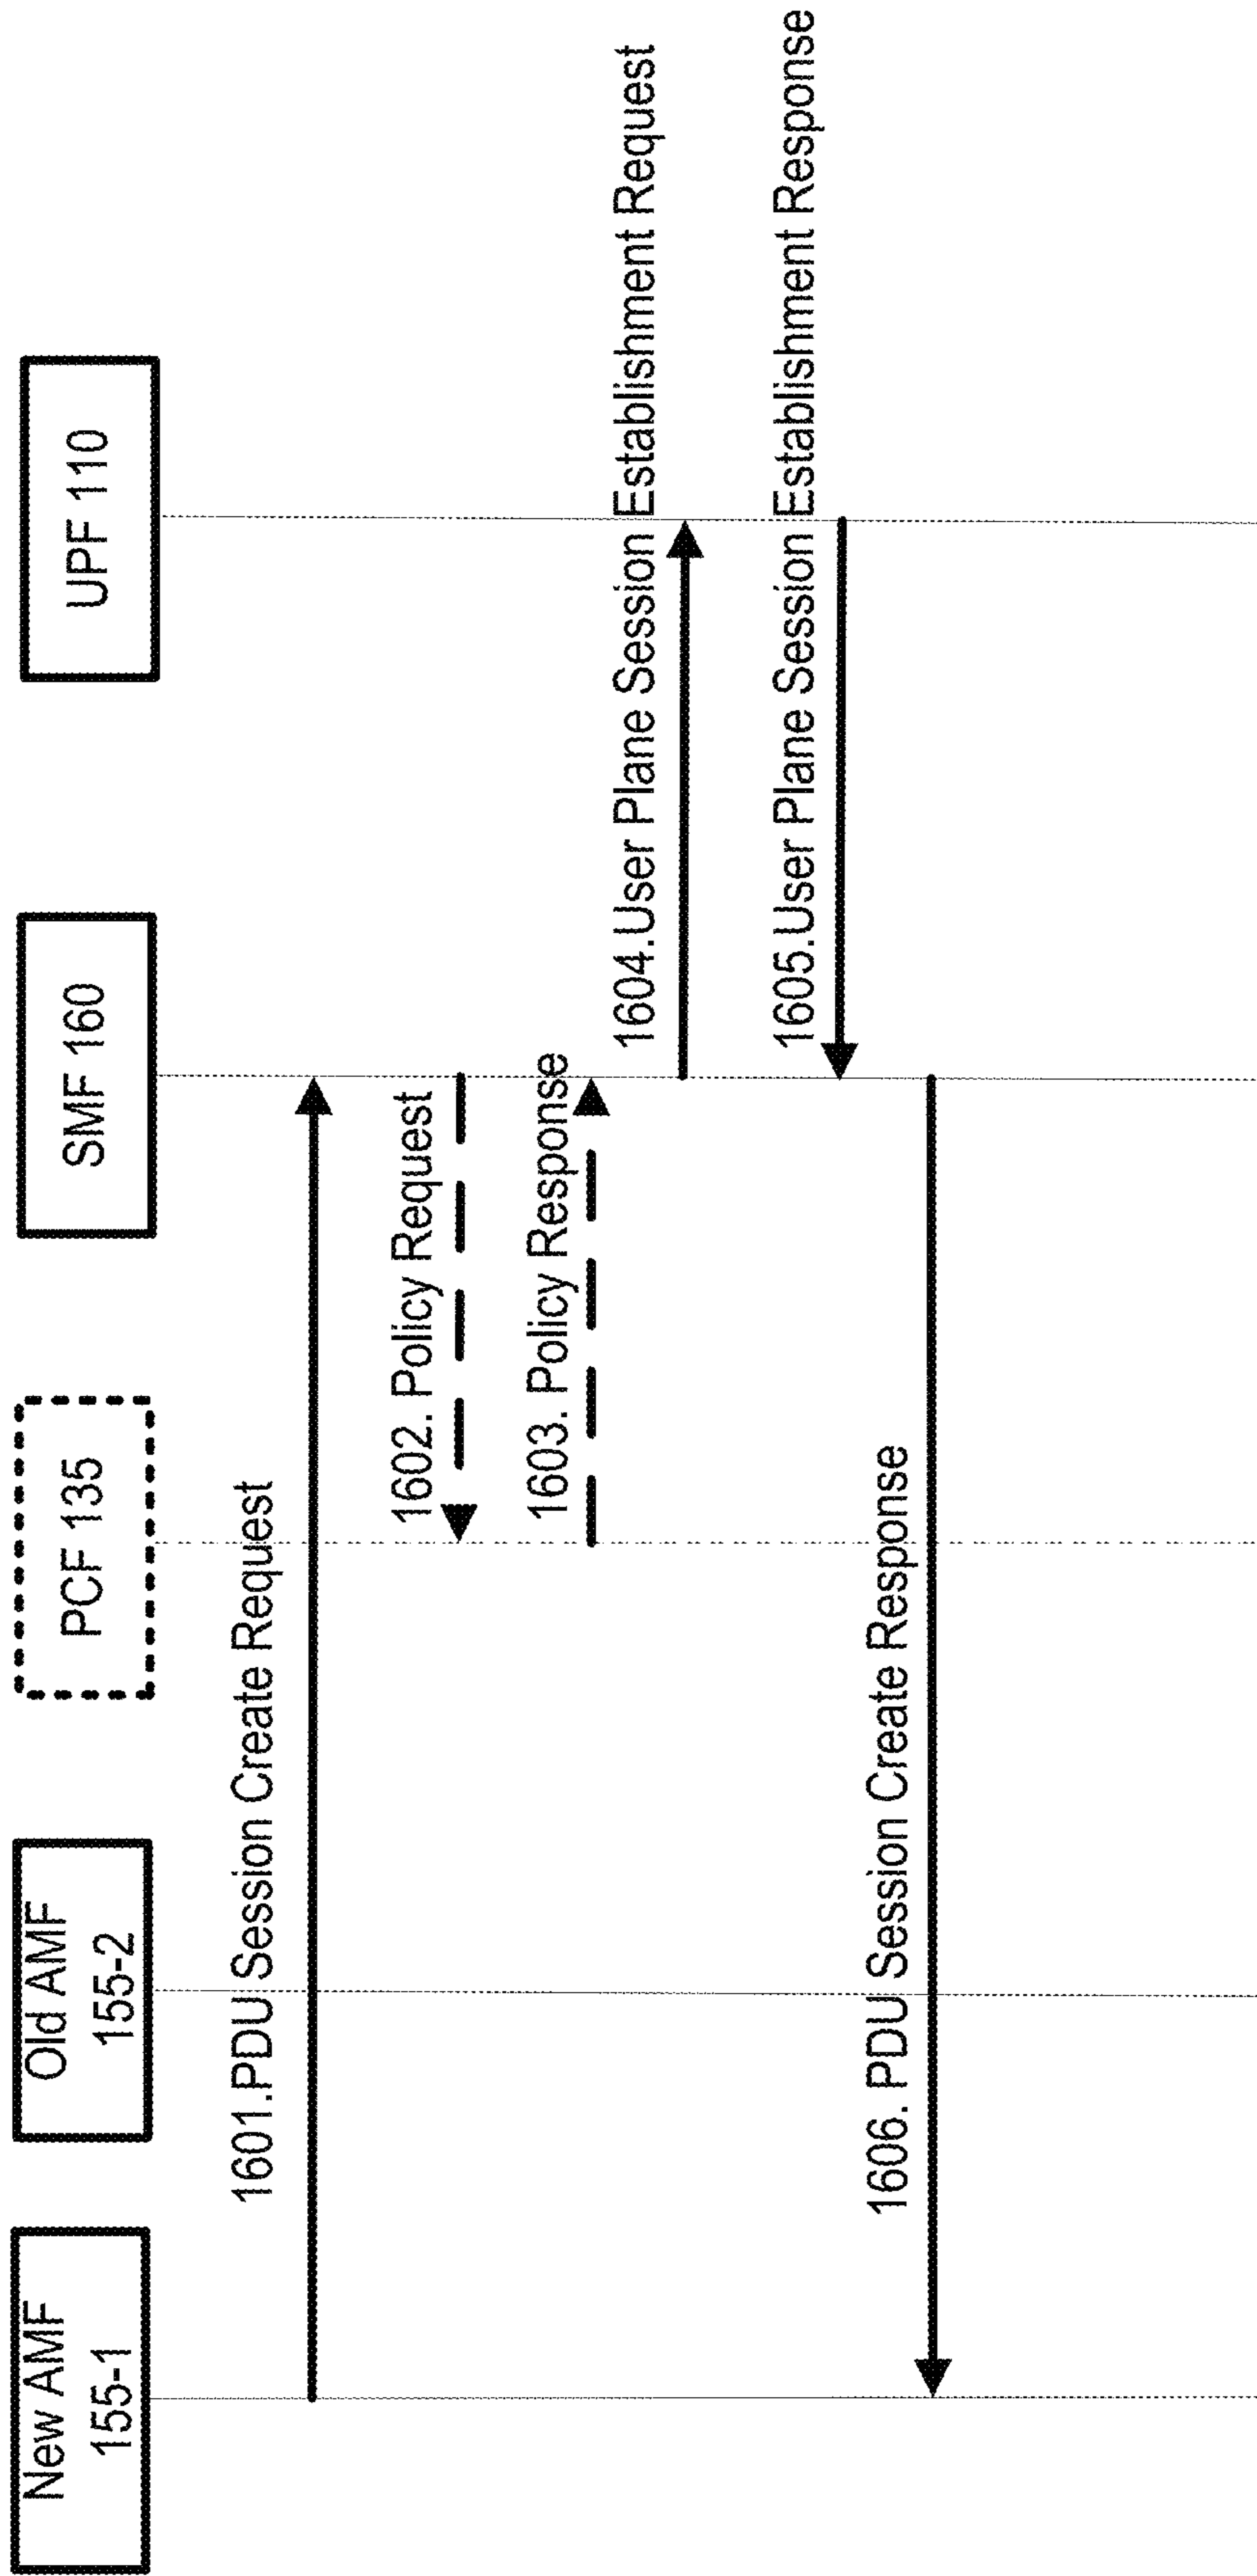 New AMF
155-1
Old AMF
155-2
PCF 135
SMF 160
UPF 110
1601.PDU Session Create Request
1602. Policy Request
1603. Policy Response
1604.User Plane Session Establishment Request
1605.User Plane Session Establishment Response
1606. PDU Session Create Response